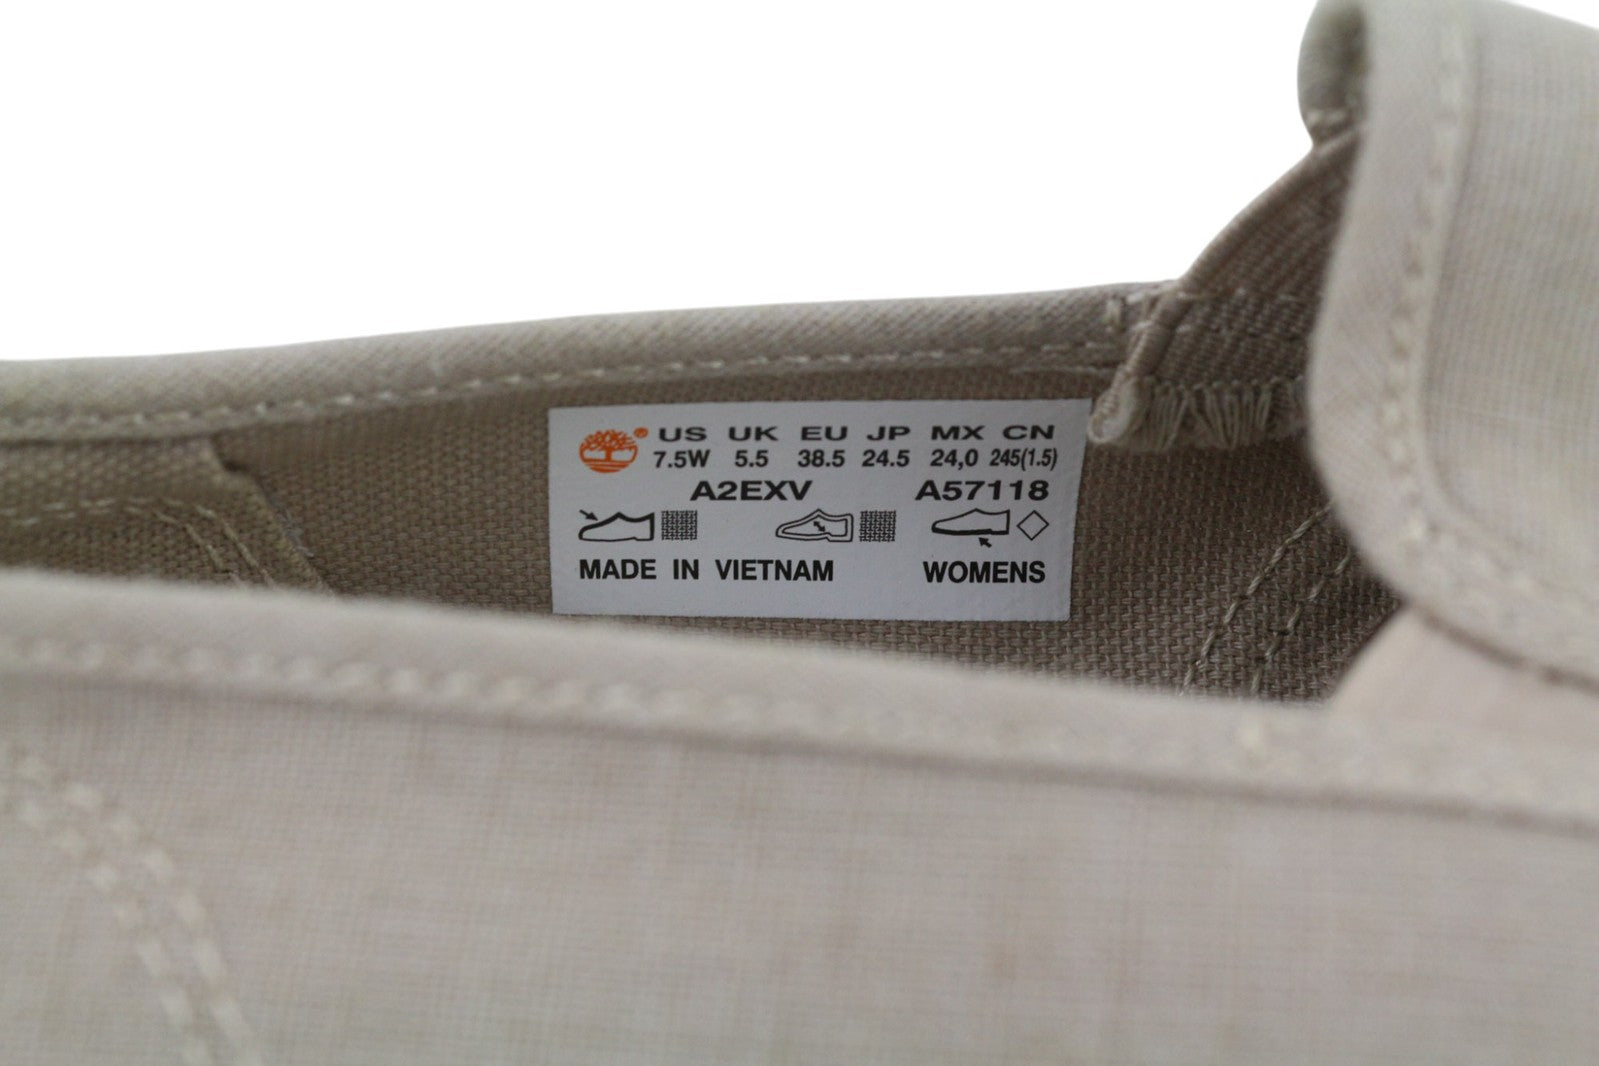 ® US UK EU JP MX CN
7.5W 5.5 38.5 24.5 24,0 245(1.5)
A2EXV A57118
MADE IN VIETNAM WOMENS